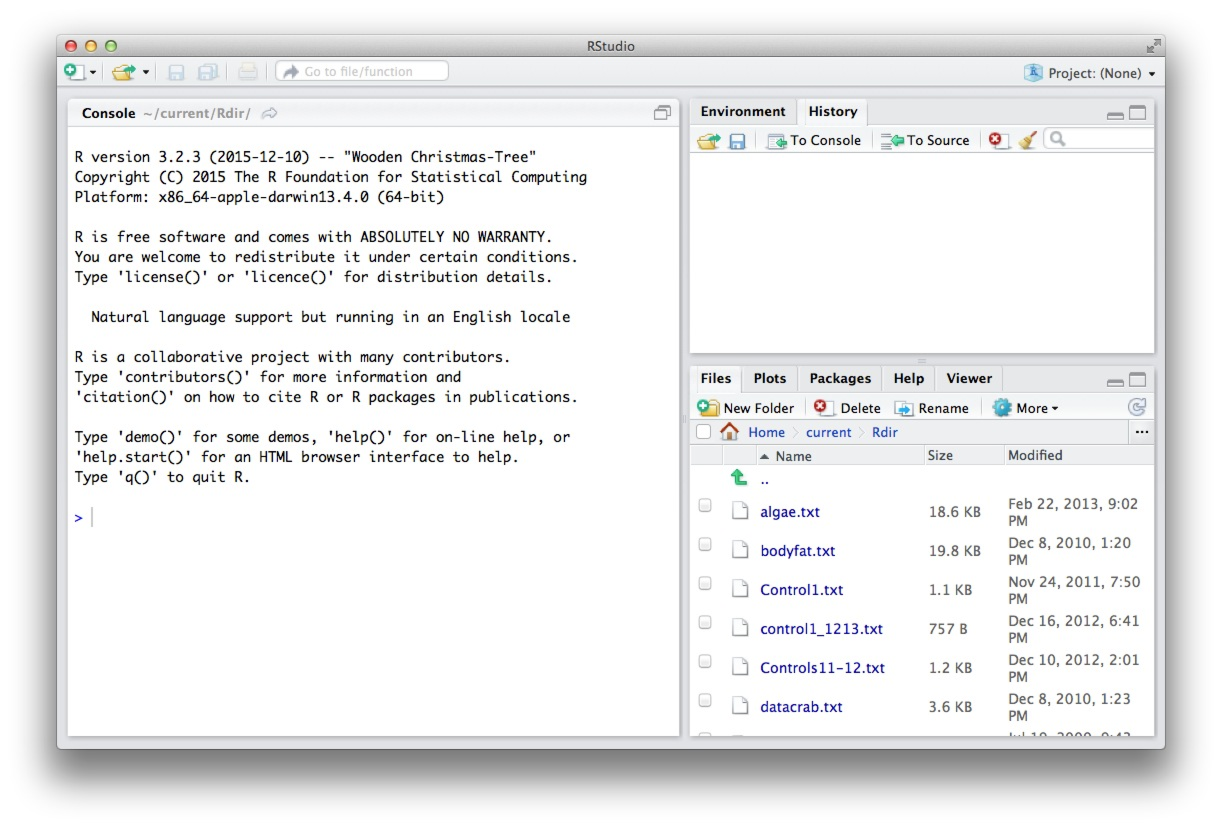 RStudio
Go to file/function
Project: (None)
Console ~/current/Rdir/
R version 3.2.3 (2015-12-10) -- "Wooden Christmas-Tree"
Copyright (C) 2015 The R Foundation for Statistical Computing
Platform: x86_64-apple-darwin13.4.0 (64-bit)
R is free software and comes with ABSOLUTELY NO WARRANTY.
You are welcome to redistribute it under certain conditions.
Type 'license()' or 'licence()' for distribution details.
Natural language support but running in an English locale
R is a collaborative project with many contributors.
Type 'contributors()' for more information and
'citation()' on how to cite R or R packages in publications.
Type 'demo()' for some demos, 'help()' for on-line help, or
'help.start()' for an HTML browser interface to help.
Type 'q()' to quit R.
>
Environment History
To Console To Source
Files Plots Packages Help Viewer
New Folder Delete Rename More
Home current Rdir ...
Name Size Modified
..
algae.txt 18.6 KB Feb 22, 2013, 9:02
PM
bodyfat.txt 19.8 KB Dec 8, 2010, 1:20
PM
Control1.txt 1.1 KB Nov 24, 2011, 7:50
PM
control1_1213.txt 757 B Dec 16, 2012, 6:41
PM
Controls11-12.txt 1.2 KB Dec 10, 2012, 2:01
PM
datacrab.txt 3.6 KB Dec 8, 2010, 1:23
PM